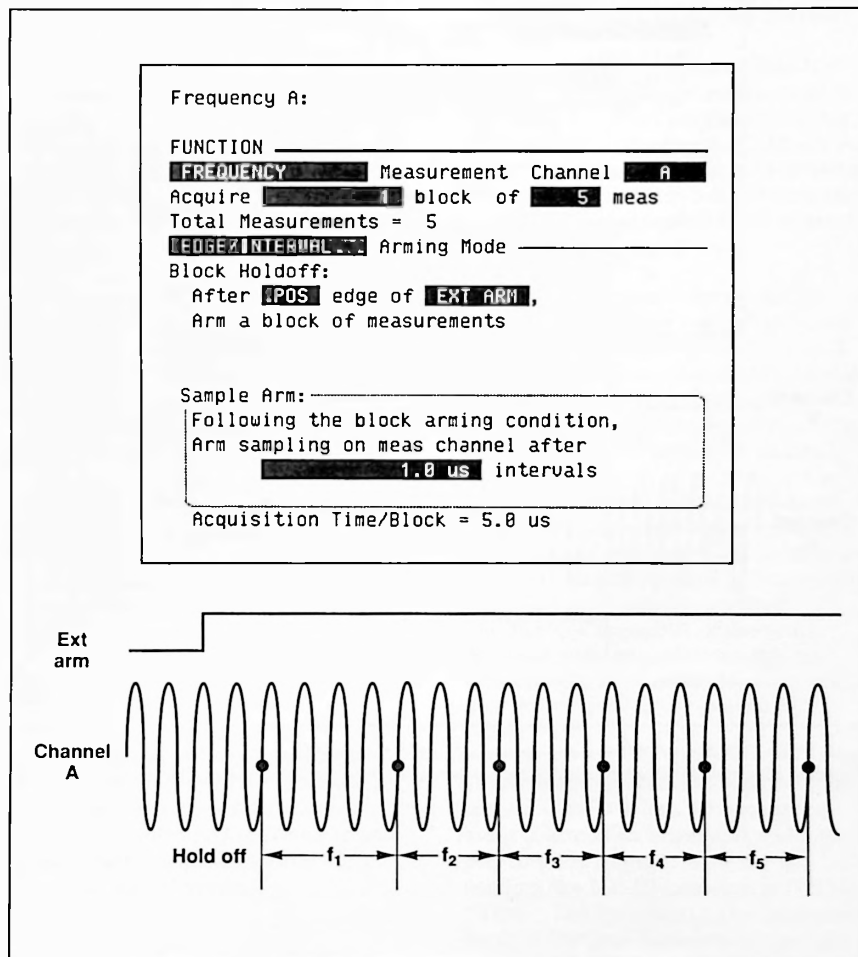 Frequency A:
FUNCTION
FREQUENCY Measurement Channel A
Acquire 1 block of 5 meas
Total Measurements = 5
EDGE/INTERVAL... Arming Mode
Block Holdoff:
After POS edge of EXT ARM,
Arm a block of measurements
Sample Arm:
Following the block arming condition,
Arm sampling on meas channel after
1.0 us intervals
Acquisition Time/Block = 5.0 us
Ext
arm
Channel
A
Hold off f₁ f₂ f₃ f₄ f₅